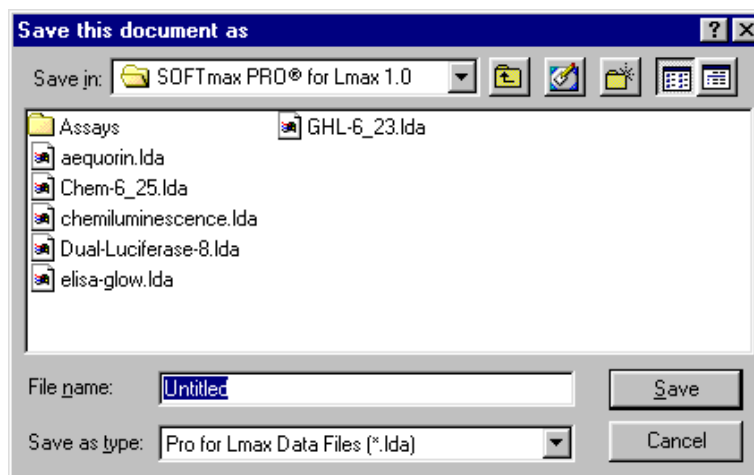 Save this document as
Save in: SOFTmax PRO® for Lmax 1.0
Assays
aequorin.lda
Chem-6_25.lda
chemiluminescence.lda
Dual-Luciferase-8.lda
elisa-glow.lda
GHL-6_23.lda
File name: Untitled
Save
Save as type: Pro for Lmax Data Files (*.lda)
Cancel